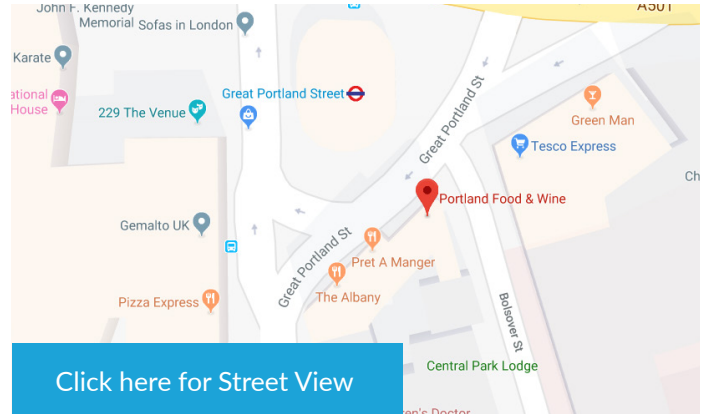 John F. Kennedy
Memorial
Sofas in London
A501
Karate
ational
House
229 The Venue
Great Portland Street
Great Portland St
Green Man
Tesco Express
Ch
Portland Food & Wine
Gemalto UK
Great Portland St
Pret A Manger
The Albany
Pizza Express
Bolsover St
Click here for Street View
Central Park Lodge
en's Doctor